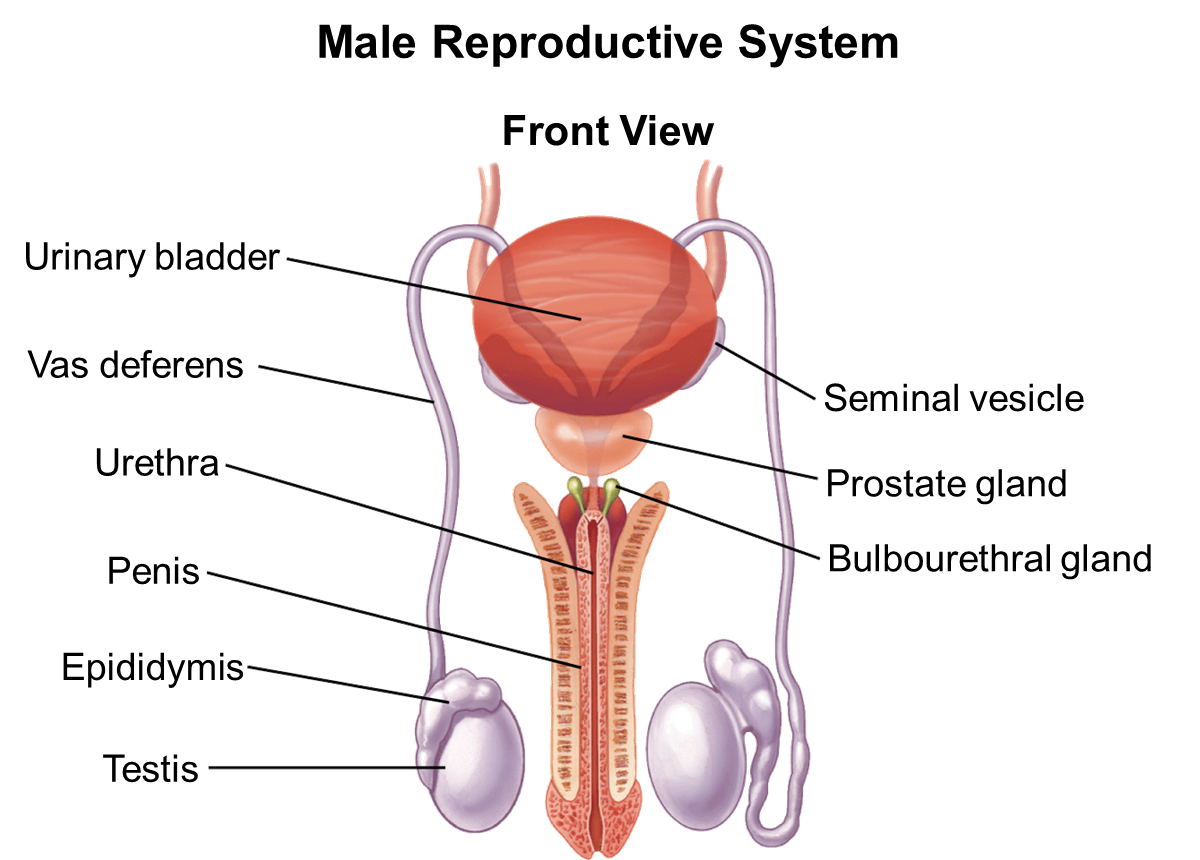 Male Reproductive System
Front View
Urinary bladder
Vas deferens
Urethra
Penis
Epididymis
Testis
Seminal vesicle
Prostate gland
Bulbourethral gland